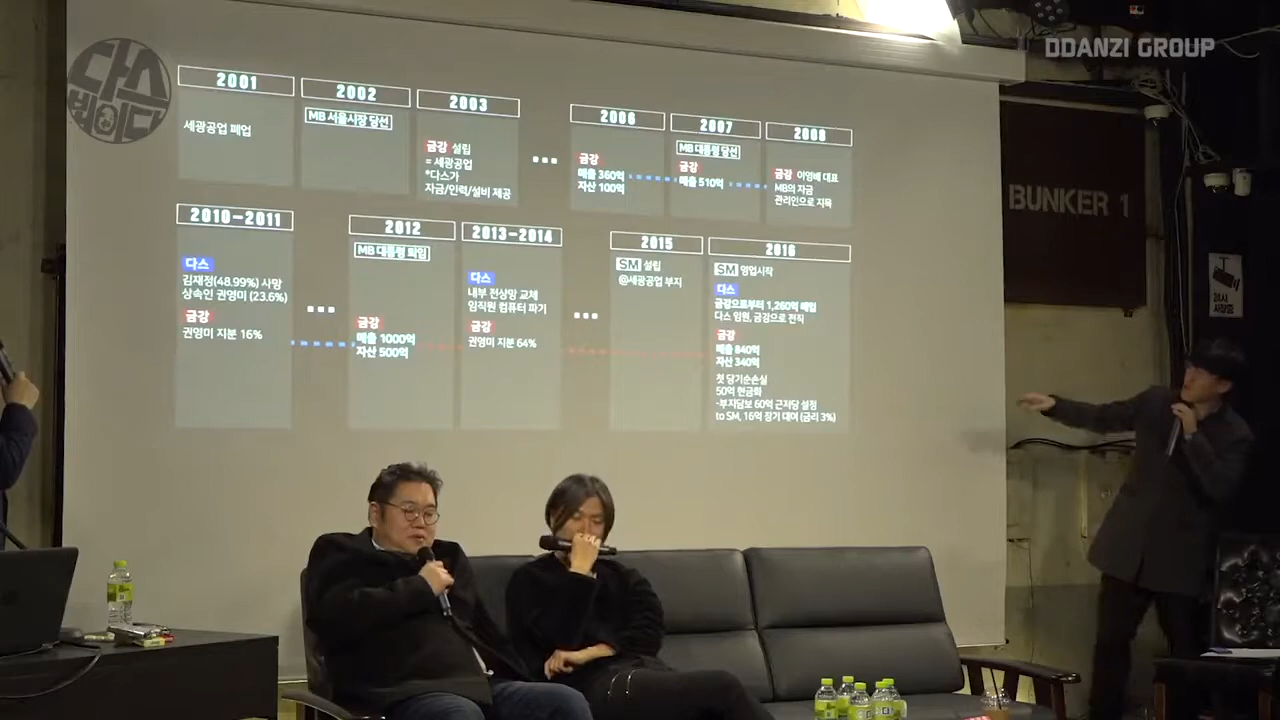 다스
베이더
DDANZI GROUP
2001
세광공업 폐업
2002
MB 서울시장 당선
2003
금강 설립
= 세광공업
*다스가
자금/인력/설비 제공
...
2006
금강
매출 360억
자산 100억
2007
MB 대통령 당선
금강
매출 510억
2008
금강 이영배 대표
MB의 자금
관리인으로 지목
2010-2011
다스
김재정(48.99%) 사망
상속인 권영미 (23.6%)
금강
권영미 지분 16%
...
2012
MB 대통령 퇴임
금강
매출 1000억
자산 500억
2013-2014
다스
내부 전상망 교체
임직원 컴퓨터 파기
금강
권영미 지분 64%
...
2015
SM 설립
@세광공업 부지
2016
SM 영업시작
다스
금강으로부터 1,260억 매입
다스 임원, 금강으로 전직
금강
매출 840억
자산 340억
첫 당기순손실
50억 현금화
-부지담보 60억 근저당 설정
to SM, 16억 장기 대여 (금리 3%)
BUNKER 1
24시